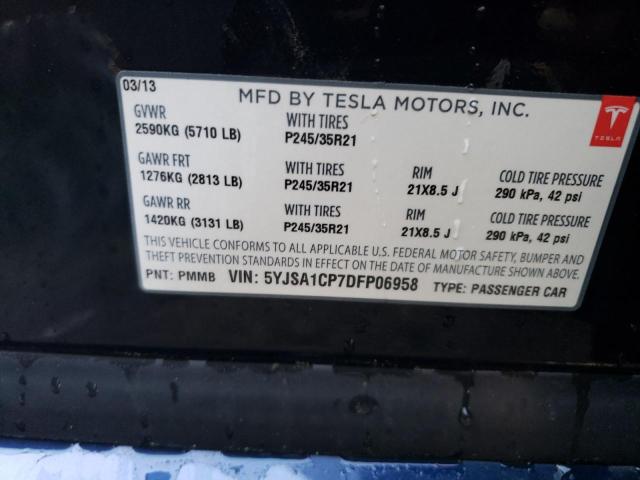 03/13
MFD BY TESLA MOTORS, INC.
GVWR WITH TIRES
2590KG (5710 LB) P245/35R21
TESLA
GAWR FRT WITH TIRES RIM COLD TIRE PRESSURE
1276KG (2813 LB) P245/35R21 21X8.5 J 290 kPa, 42 psi
GAWR RR WITH TIRES RIM COLD TIRE PRESSURE
1420KG (3131 LB) P245/35R21 21X8.5 J 290 kPa, 42 psi
THIS VEHICLE CONFORMS TO ALL APPLICABLE U.S. FEDERAL MOTOR SAFETY, BUMPER AND
THEFT PREVENTION STANDARDS IN EFFECT ON THE DATE OF MANUFACTURE SHOWN ABOVE.
PNT: PMMB VIN: 5YJSA1CP7DFP06958 TYPE: PASSENGER CAR